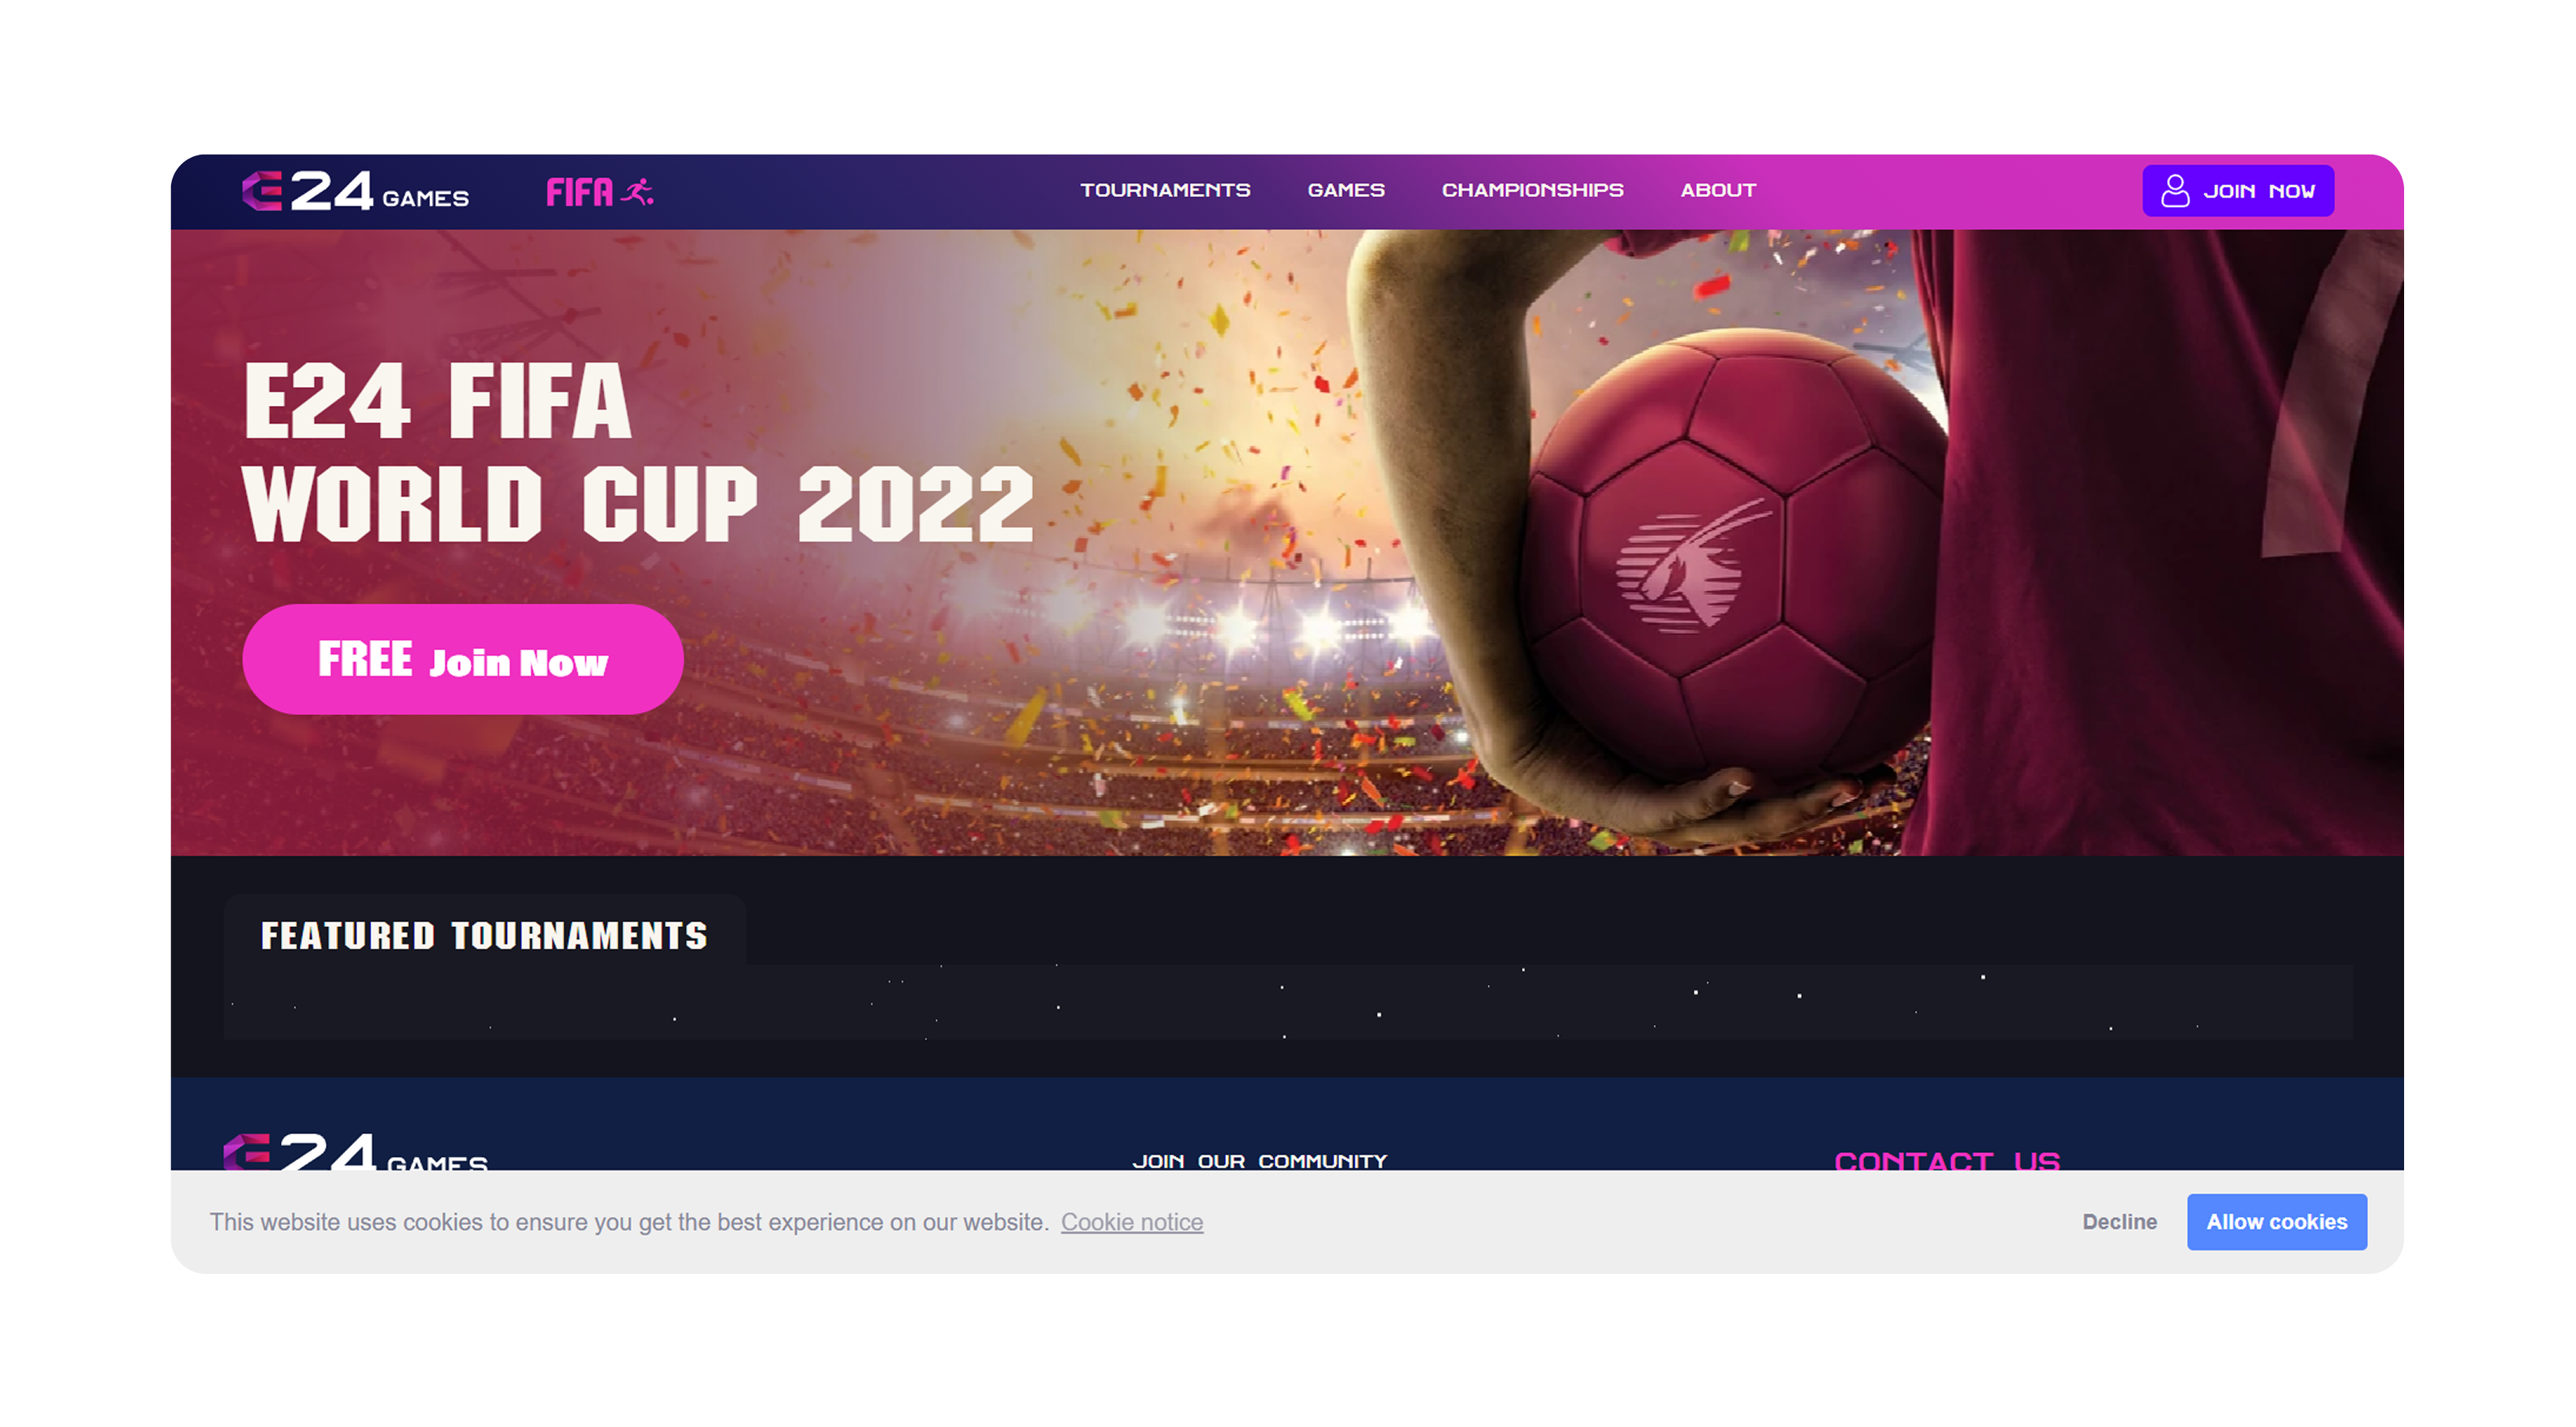 E24 GAMES
FIFA
TOURNAMENTS
GAMES
CHAMPIONSHIPS
ABOUT
JOIN NOW
E24 FIFA
WORLD CUP 2022
FREE Join Now
FEATURED TOURNAMENTS
E24 GAMES
JOIN OUR COMMUNITY
CONTACT US
This website uses cookies to ensure you get the best experience on our website. Cookie notice
Decline
Allow cookies